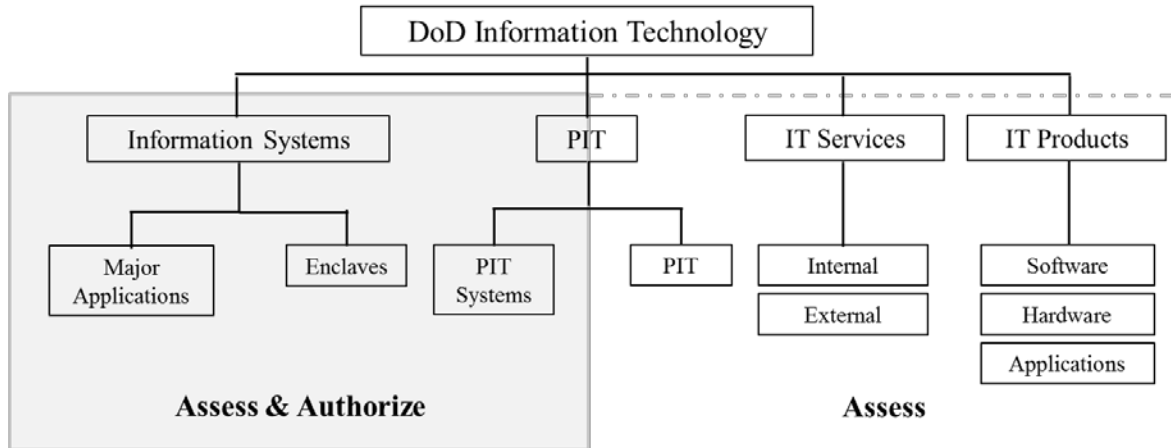 DoD Information Technology
Information Systems
PIT
IT Services
IT Products
Major
Applications
Enclaves
PIT
Systems
PIT
Internal
External
Software
Hardware
Applications
Assess & Authorize
Assess